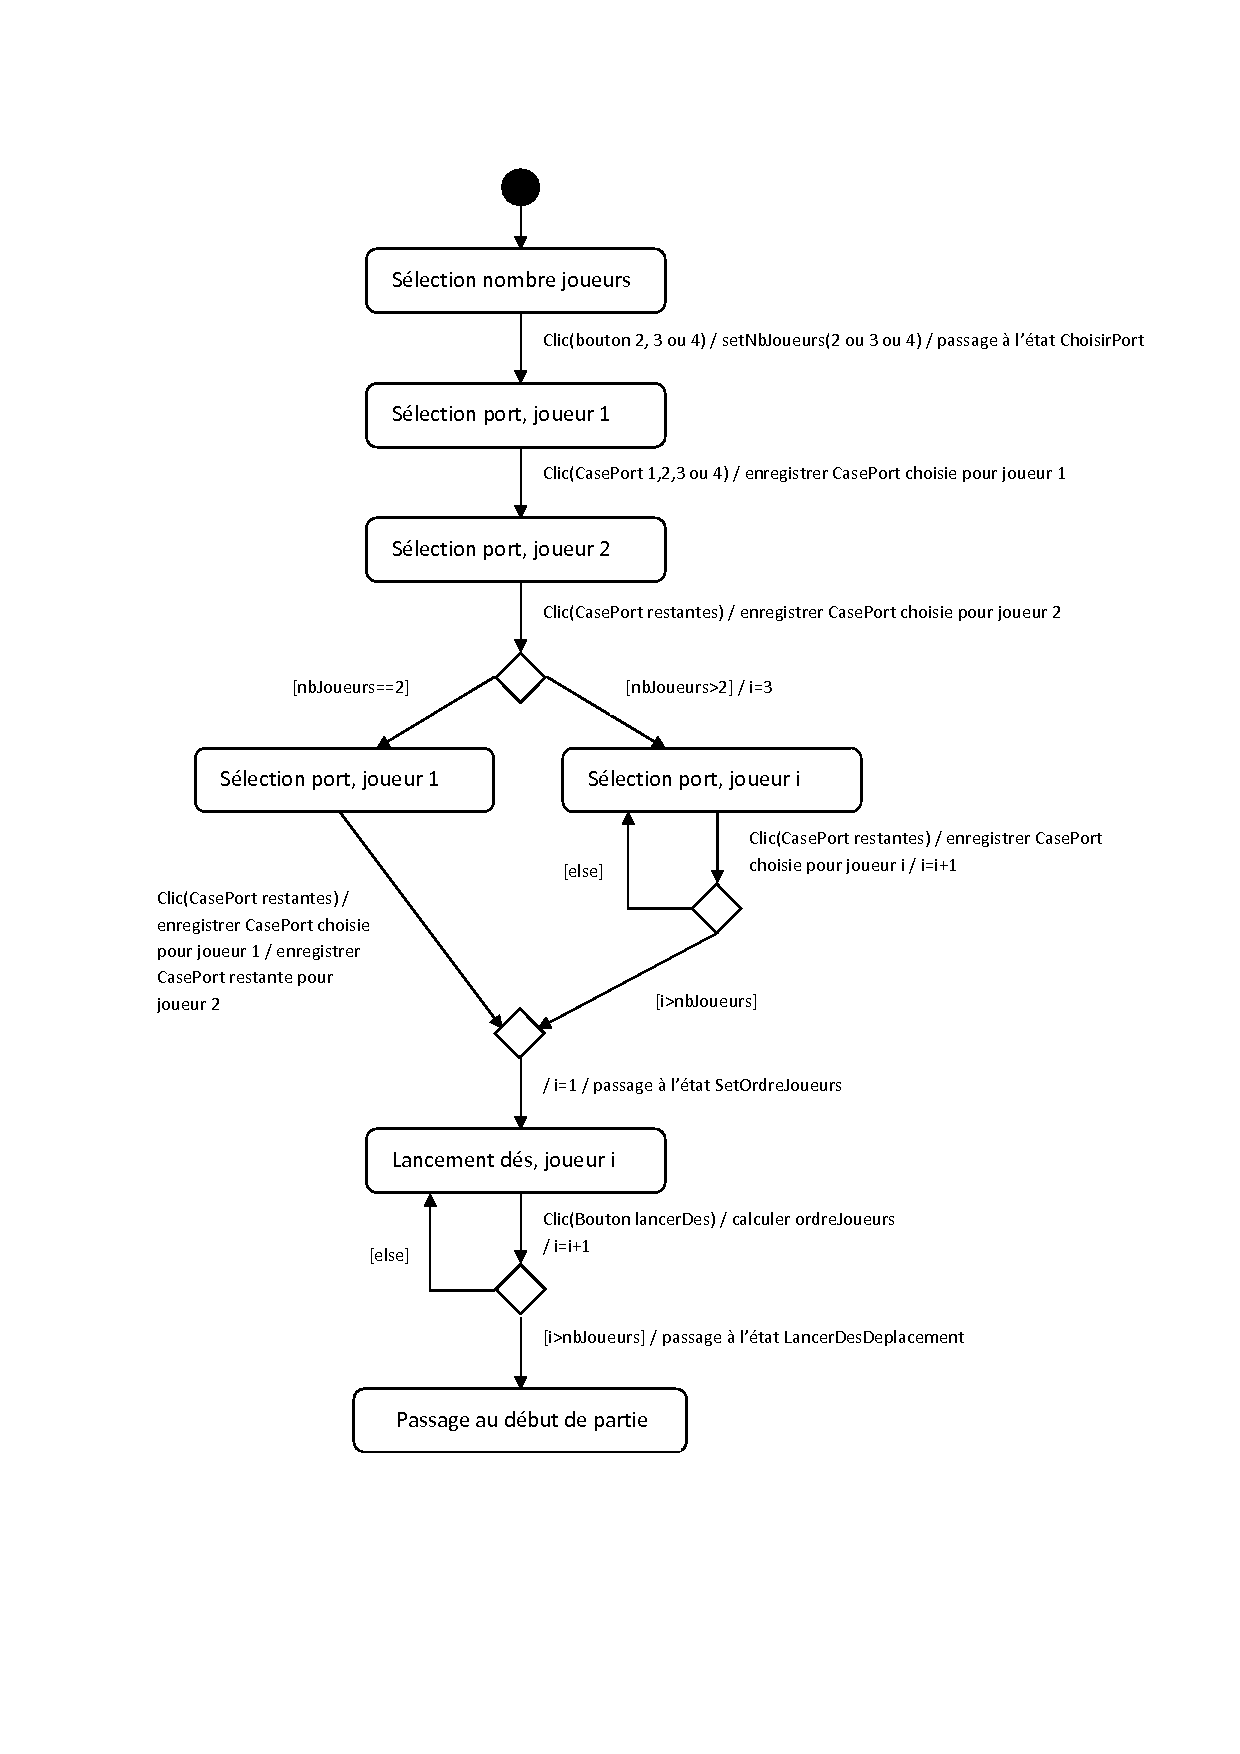 Sélection nombre joueurs
Clic(bouton 2, 3 ou 4) / setNbJoueurs(2 ou 3 ou 4) / passage à l’état ChoisirPort
Sélection port, joueur 1
Clic(CasePort 1,2,3 ou 4) / enregistrer CasePort choisie pour joueur 1
Sélection port, joueur 2
Clic(CasePort restantes) / enregistrer CasePort choisie pour joueur 2
[nbJoueurs==2]
[nbJoueurs>2] / i=3
Sélection port, joueur 1
Sélection port, joueur i
Clic(CasePort restantes) / enregistrer CasePort
choisie pour joueur i / i=i+1
[else]
Clic(CasePort restantes) /
enregistrer CasePort choisie
pour joueur 1 / enregistrer
CasePort restante pour
joueur 2
[i>nbJoueurs]
/ i=1 / passage à l’état SetOrdreJoueurs
Lancement dés, joueur i
Clic(Bouton lancerDes) / calculer ordreJoueurs
/ i=i+1
[else]
[i>nbJoueurs] / passage à l’état LancerDesDeplacement
Passage au début de partie